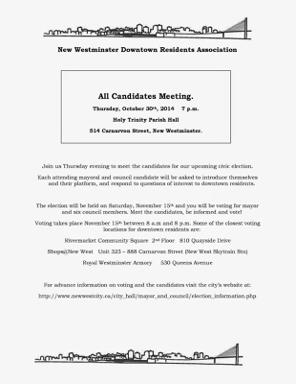 New Westminster Downtown Residents Association
All Candidates Meeting.
Thursday, October 30th, 2014 7 p.m.
Holy Trinity Parish Hall
514 Carnarvon Street, New Westminster.
Join us Thursday evening to meet the candidates for our upcoming civic election.
Each attending mayoral and council candidate will be asked to introduce themselves
and their platform, and respond to questions of interest to downtown residents.
The election will be held on Saturday, November 15th and you will be voting for mayor
and six council members. Meet the candidates, be informed and vote!
Voting takes place November 15th between 8 a.m and 8 p.m. Some of the closest voting
locations for downtown residents are:
Rivermarket Community Square 2nd Floor 810 Quayside Drive
Shops@New West Unit 325 – 888 Carnarvon Street (New West Skytrain Stn)
Royal Westminster Armory 530 Queens Avenue
For advance information on voting and the candidates visit the city's website at:
http://www.newwestcity.ca/city_hall/mayor_and_council/election_information.php